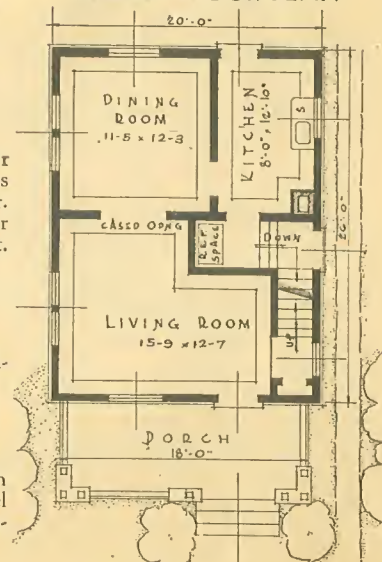 20'-0"
DINING
ROOM
11-5 x 12-3
KITCHEN
8'-0", 12'-10"
S
r
s
r
.
CASED OPNG
REF.
SPACE
DOWN
26'-0"
LIVING ROOM
15-9 x 12-7
UP
PORCH
18'-0"
n
el
-